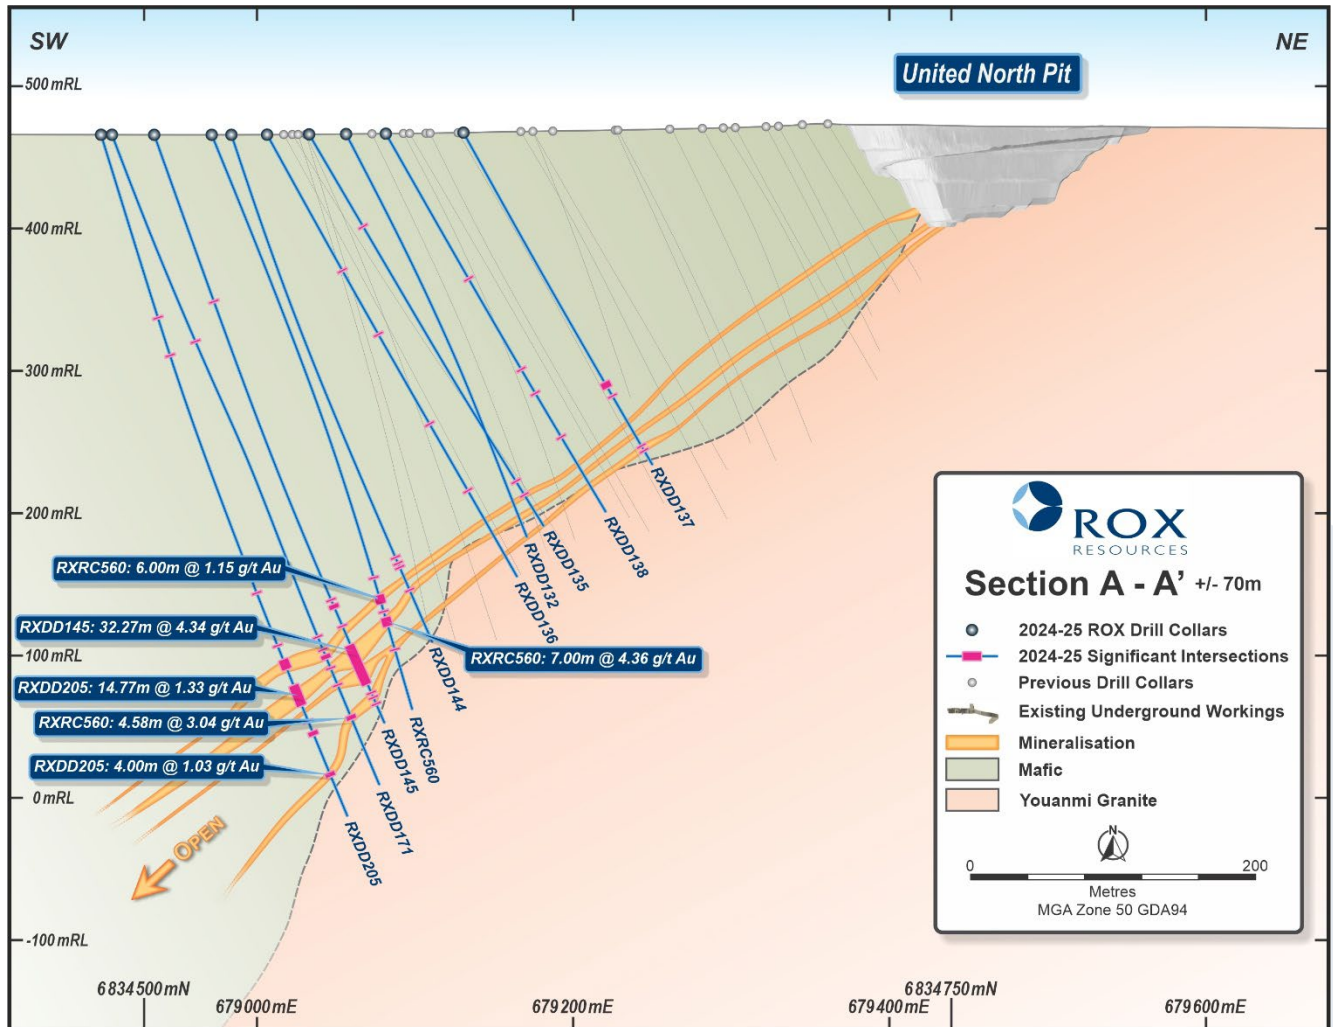 SW
NE
United North Pit
500 mRL
400 mRL
300 mRL
200 mRL
100 mRL
0 mRL
-100 mRL
RXRC560: 6.00m @ 1.15 g/t Au
RXDD145: 32.27m @ 4.34 g/t Au
RXDD205: 14.77m @ 1.33 g/t Au
RXRC560: 4.58m @ 3.04 g/t Au
RXDD205: 4.00m @ 1.03 g/t Au
RXRC560: 7.00m @ 4.36 g/t Au
RXDD137
RXDD138
RXDD135
RXDD132
RXDD136
RXDD144
RXRC560
RXDD145
RXDD171
RXDD205
OPEN
ROX
RESOURCES
Section A - A' +/- 70m
2024-25 ROX Drill Collars
2024-25 Significant Intersections
Previous Drill Collars
Existing Underground Workings
Mineralisation
Mafic
Youanmi Granite
N
0 200
Metres
MGA Zone 50 GDA94
6834500mN
6834750mN
679000mE
679200mE
679400mE
679600mE